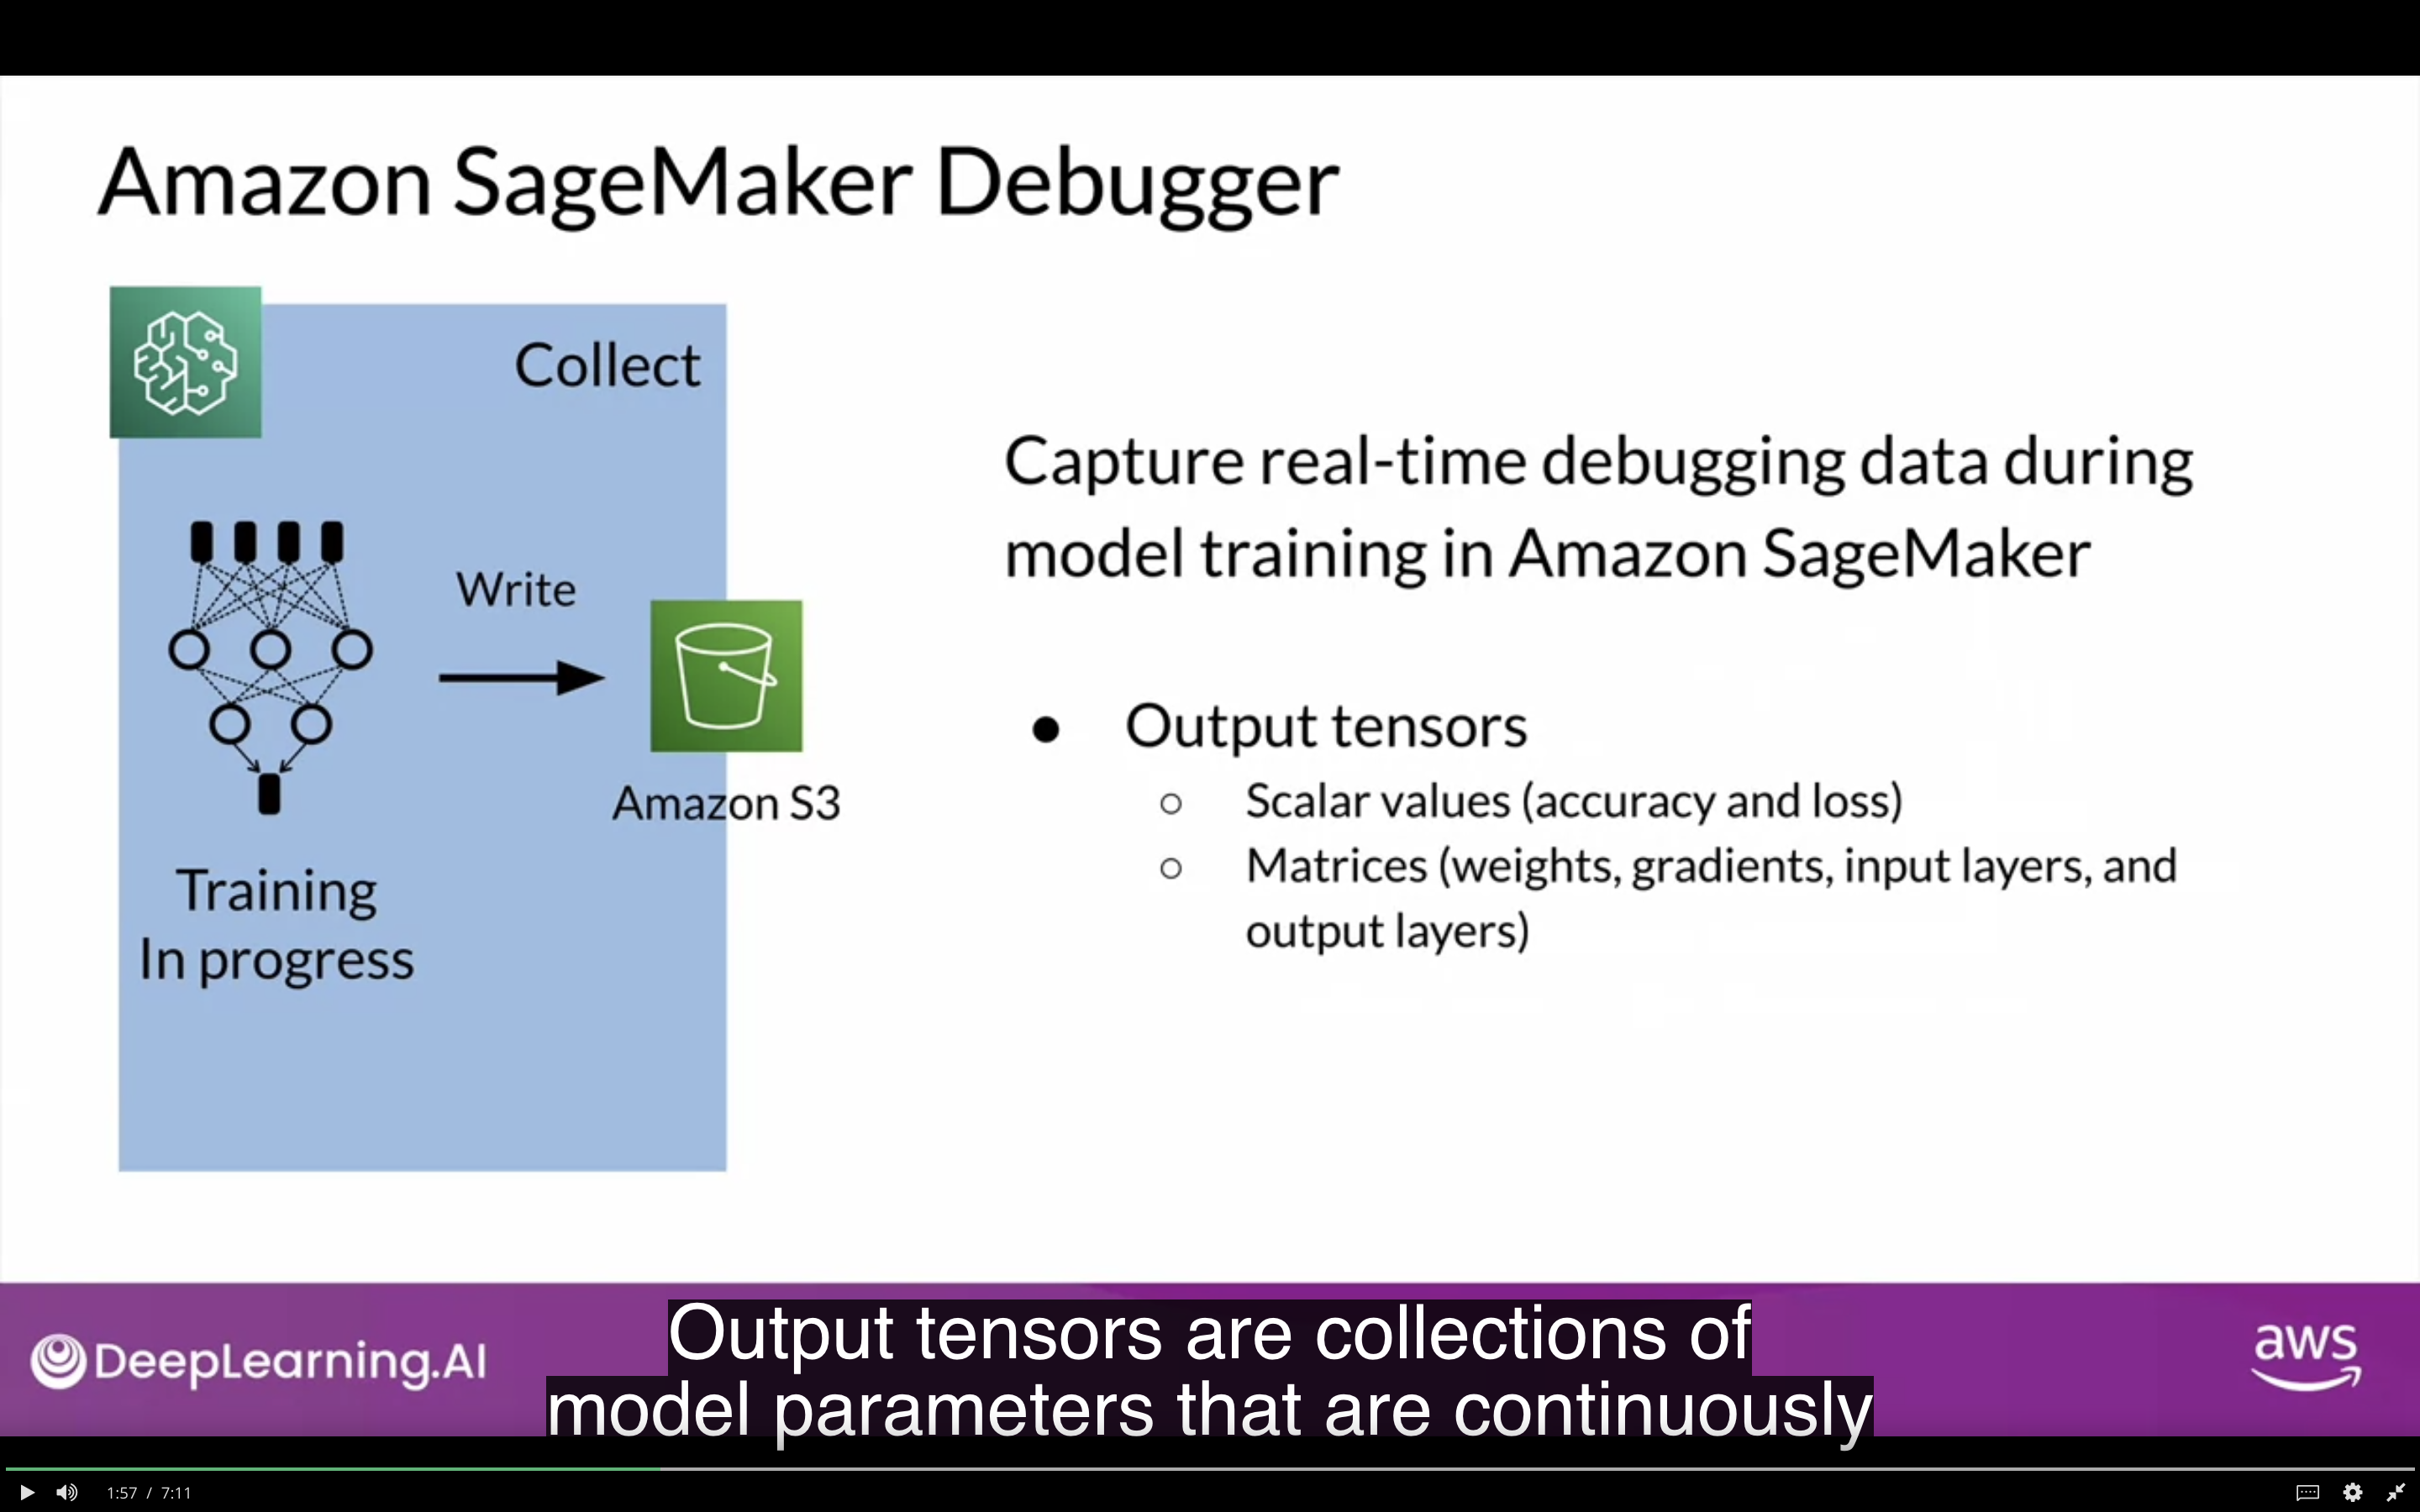 Amazon SageMaker Debugger
Collect
Write
Amazon S3
Training
In progress
Capture real-time debugging data during
model training in Amazon SageMaker
● Output tensors
○ Scalar values (accuracy and loss)
○ Matrices (weights, gradients, input layers, and
output layers)
DeepLearning.AI
Output tensors are collections of
model parameters that are continuously
aws
1:57 / 7:11